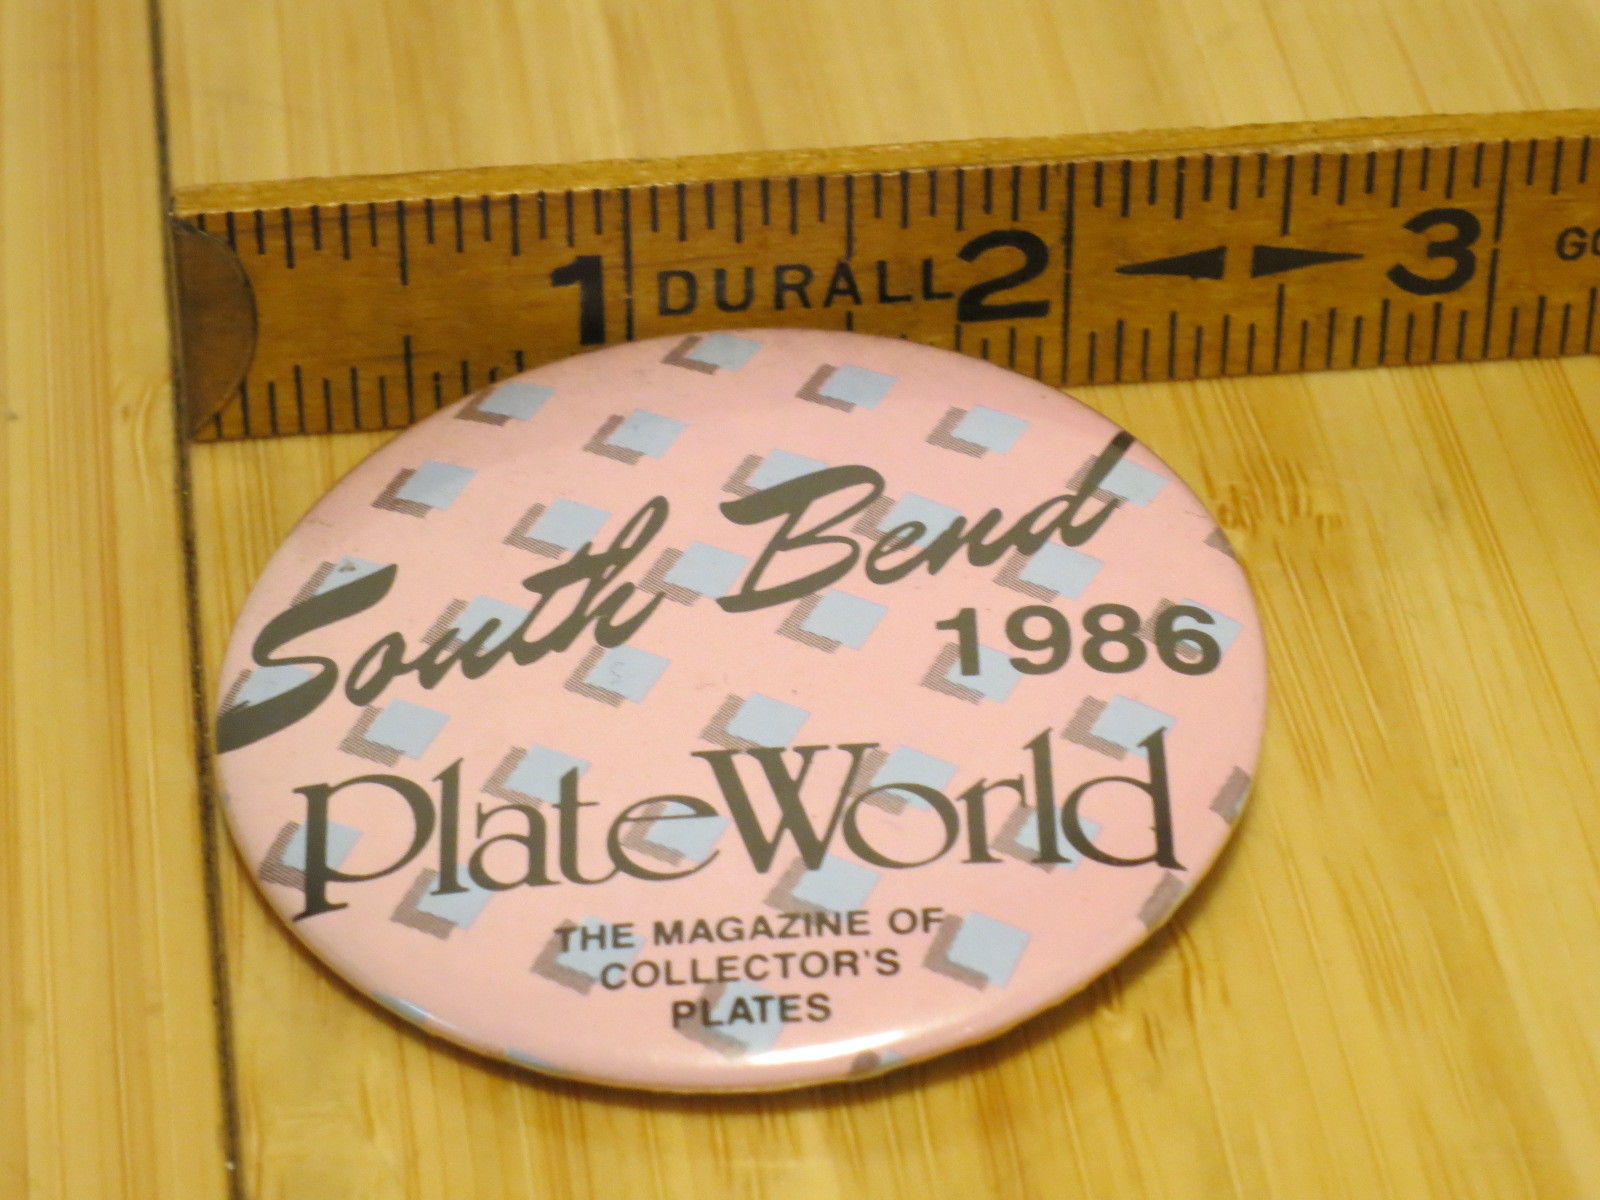 1 DURALL 2 3
South Bend
1986
PlateWorld
THE MAGAZINE OF
COLLECTOR'S
PLATES